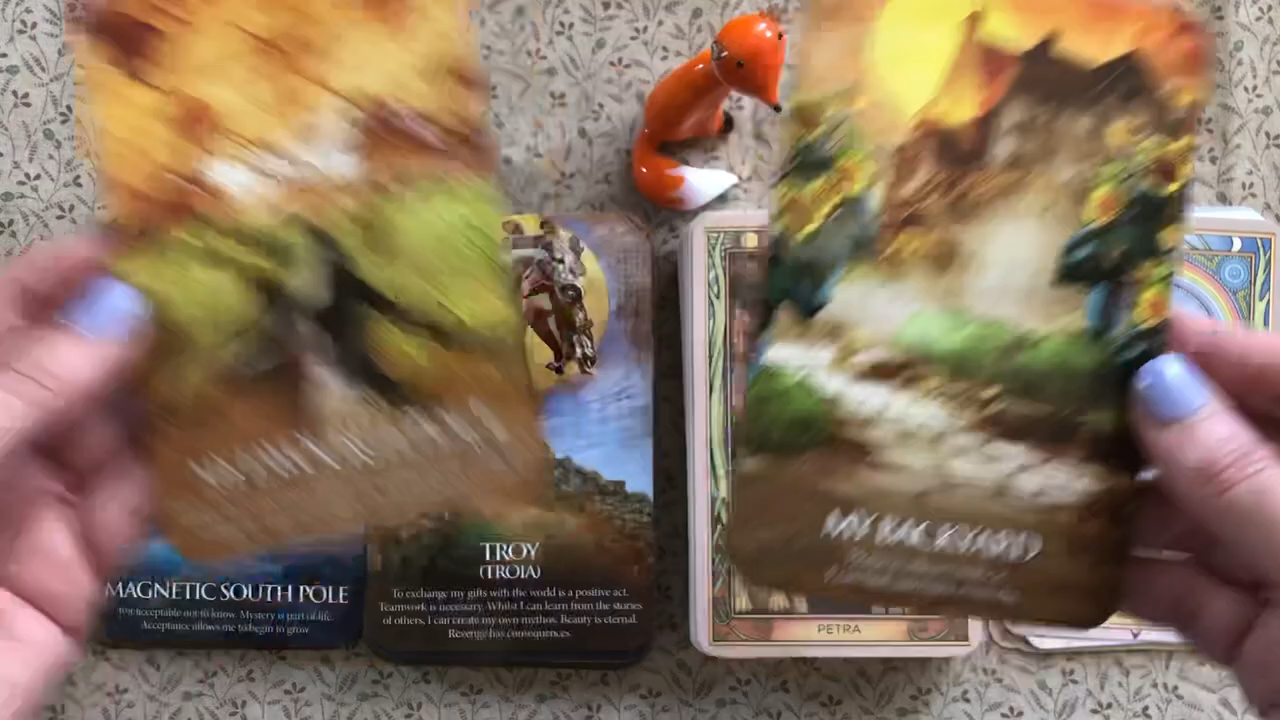 MY BACKYARD
TROY
(TROIA)
MAGNETIC SOUTH POLE
To exchange my gifts with the world is a positive act.
acceptable not to know. Mystery is part of life.
Teamwork is necessary. Whilst I can learn from the stories
Acceptance allows me to begin to grow
of others, I can create my own mythos. Beauty is eternal.
Revenge has consequences.
PETRA